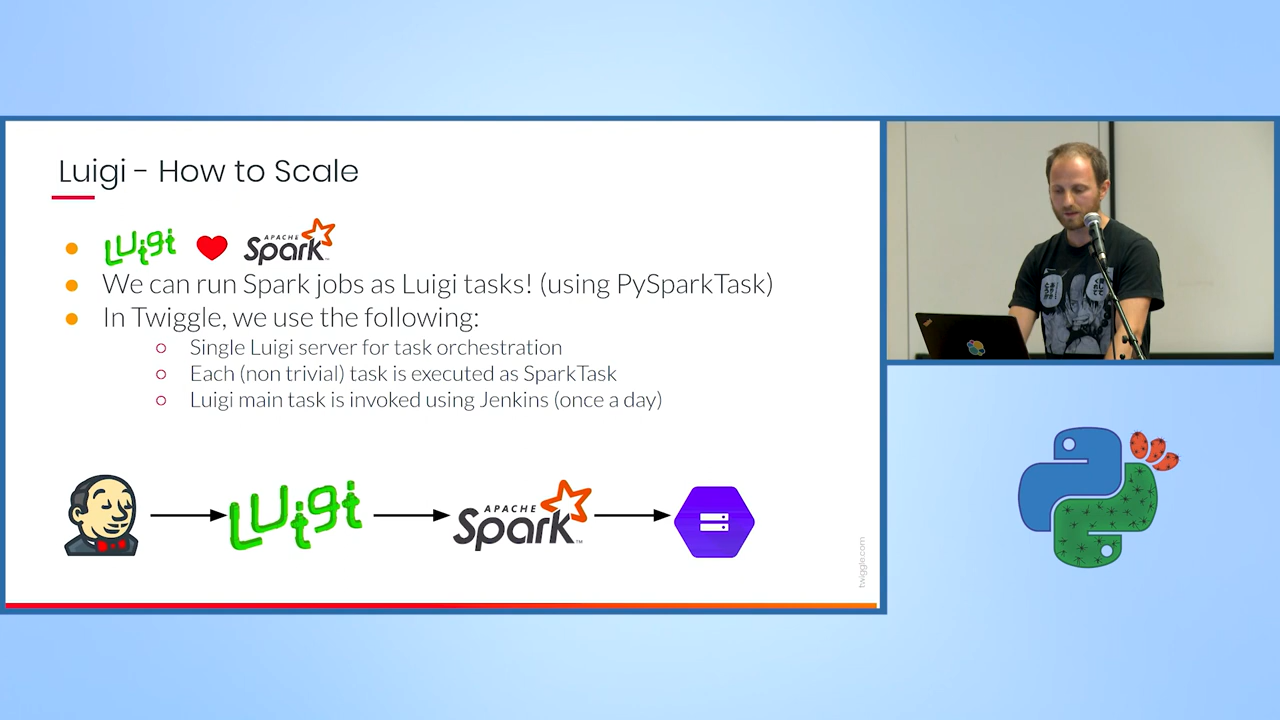 Luigi - How to Scale
Luigi APACHE Spark™
We can run Spark jobs as Luigi tasks! (using PySparkTask)
In Twiggle, we use the following:
Single Luigi server for task orchestration
Each (non trivial) task is executed as SparkTask
Luigi main task is invoked using Jenkins (once a day)
Luigi APACHE Spark™
twiggle.com